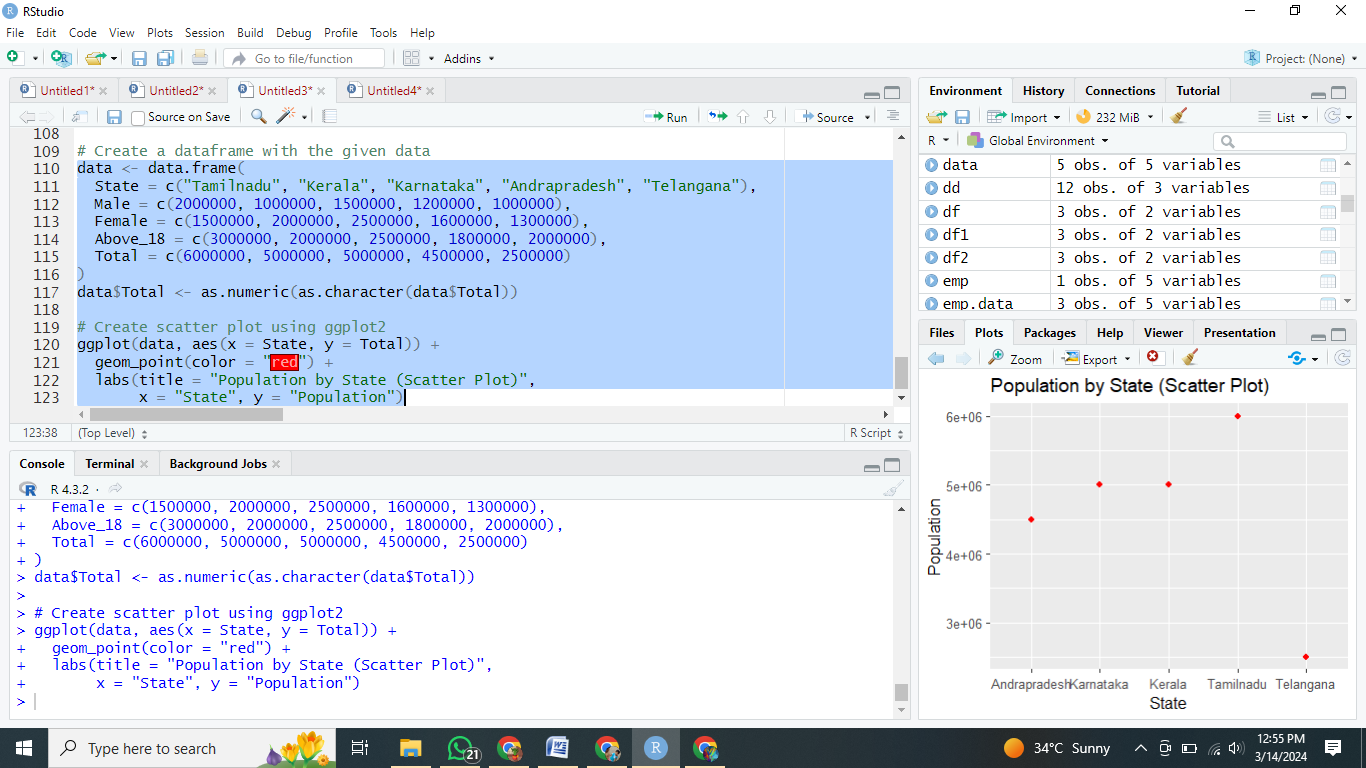 RStudio
File Edit Code View Plots Session Build Debug Profile Tools Help
Go to file/function Addins Project: (None)
Untitled1* Untitled2* Untitled3* Untitled4*
Source on Save Run Source
108
109 # Create a dataframe with the given data
110 data <- data.frame(
111 State = c("Tamilnadu", "Kerala", "Karnataka", "Andrapradesh", "Telangana"),
112 Male = c(2000000, 1000000, 1500000, 1200000, 1000000),
113 Female = c(1500000, 2000000, 2500000, 1600000, 1300000),
114 Above_18 = c(3000000, 2000000, 2500000, 1800000, 2000000),
115 Total = c(6000000, 5000000, 5000000, 4500000, 2500000)
116 )
117 data$Total <- as.numeric(as.character(data$Total))
118
119 # Create scatter plot using ggplot2
120 ggplot(data, aes(x = State, y = Total)) +
121 geom_point(color = "red") +
122 labs(title = "Population by State (Scatter Plot)",
123 x = "State", y = "Population")
123:38 (Top Level) R Script
Console Terminal Background Jobs
R 4.3.2 ·
+ Female = c(1500000, 2000000, 2500000, 1600000, 1300000),
+ Above_18 = c(3000000, 2000000, 2500000, 1800000, 2000000),
+ Total = c(6000000, 5000000, 5000000, 4500000, 2500000)
+ )
> data$Total <- as.numeric(as.character(data$Total))
>
> # Create scatter plot using ggplot2
> ggplot(data, aes(x = State, y = Total)) +
+ geom_point(color = "red") +
+ labs(title = "Population by State (Scatter Plot)",
+ x = "State", y = "Population")
>
Environment History Connections Tutorial
Import 232 MiB List
R Global Environment
data 5 obs. of 5 variables
dd 12 obs. of 3 variables
df 3 obs. of 2 variables
df1 3 obs. of 2 variables
df2 3 obs. of 2 variables
emp 1 obs. of 5 variables
emp.data 3 obs. of 5 variables
Files Plots Packages Help Viewer Presentation
Zoom Export
Population by State (Scatter Plot)
6e+06
5e+06
4e+06
3e+06
Population
Andrapradesh Karnataka Kerala Tamilnadu Telangana
State
Type here to search 21 34°C Sunny 12:55 PM
3/14/2024